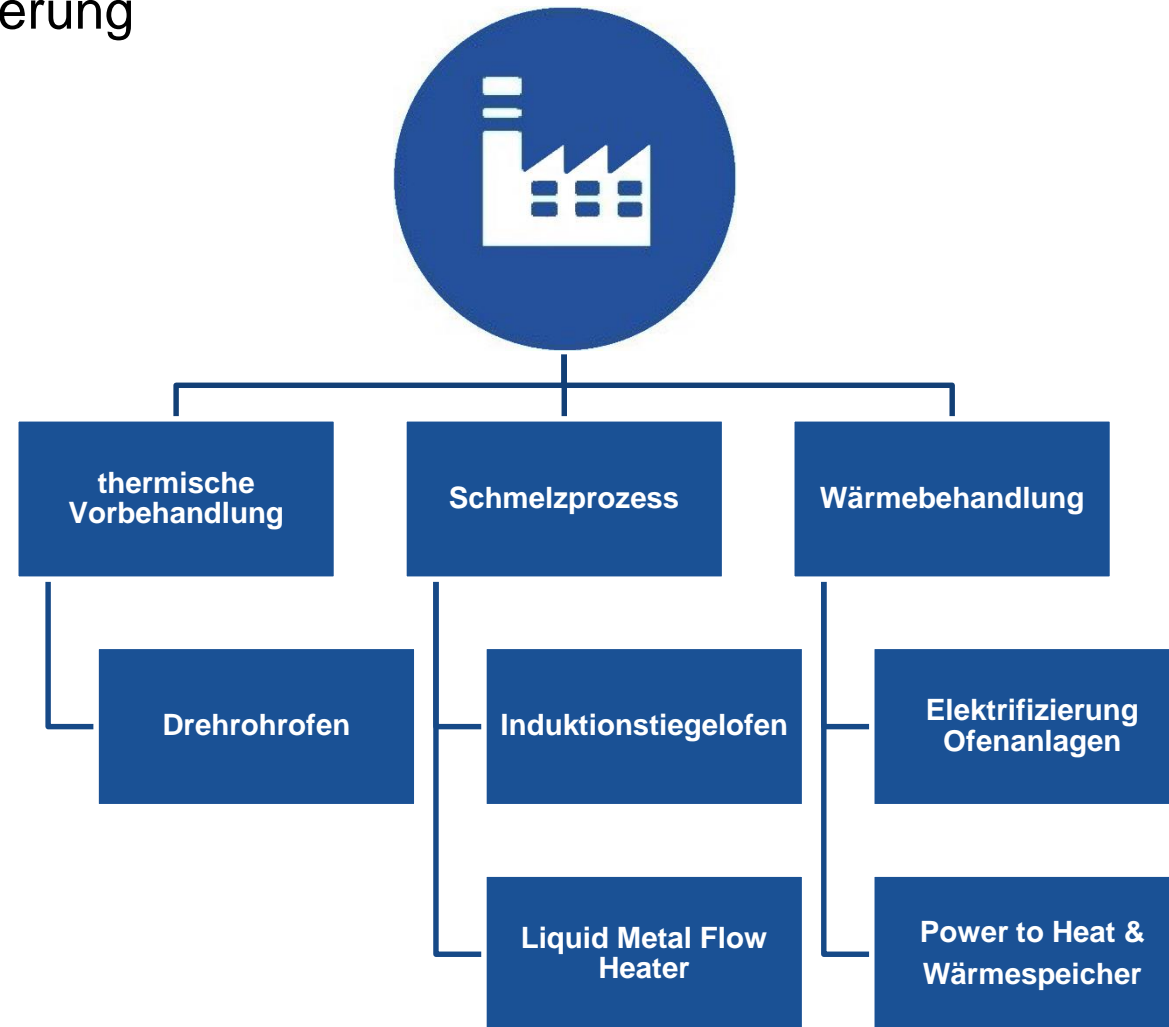 erung
thermische
Vorbehandlung
Schmelzprozess
Wärmebehandlung
Drehrohrofen
Induktionstiegelofen
Elektrifizierung
Ofenanlagen
Liquid Metal Flow
Heater
Power to Heat &
Wärmespeicher